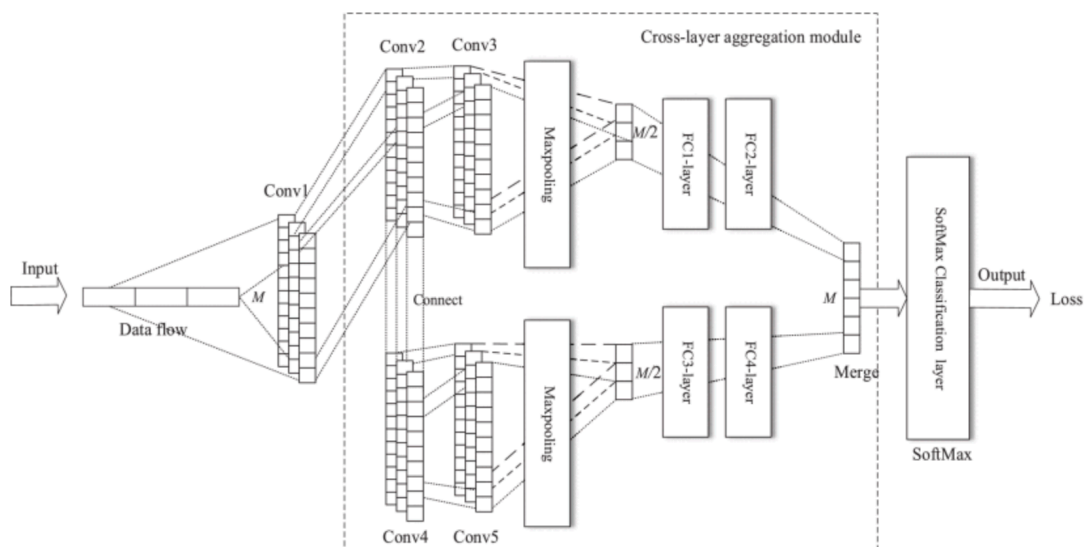 Cross-layer aggregation module
Conv2
Conv3
Maxpooling
M/2
FC1-layer
FC2-layer
Conv1
Input
M
Data flow
Connect
M
Merge
SoftMax Classification layer
SoftMax
Output
Loss
Maxpooling
M/2
FC3-layer
FC4-layer
Conv4
Conv5